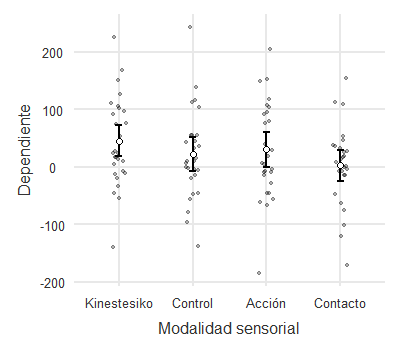 Dependiente
200
100
0
-100
-200
Kinestesiko Control Acción Contacto
Modalidad sensorial